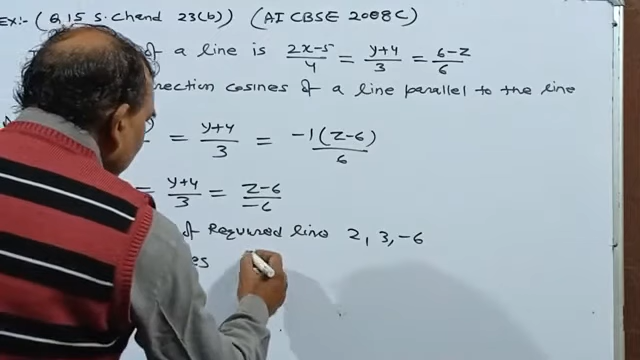 Ex:- (Q.15 S. Chand 23(b)) (AI CBSE 2008C)
of a line is 2x-5/4 = y+4/3 = 6-z/6
rection cosines of a line parallel to the line
= y+4/3 = -1(z-6)/6
= y+4/3 = z-6/-6
of Required line 2, 3, -6
es